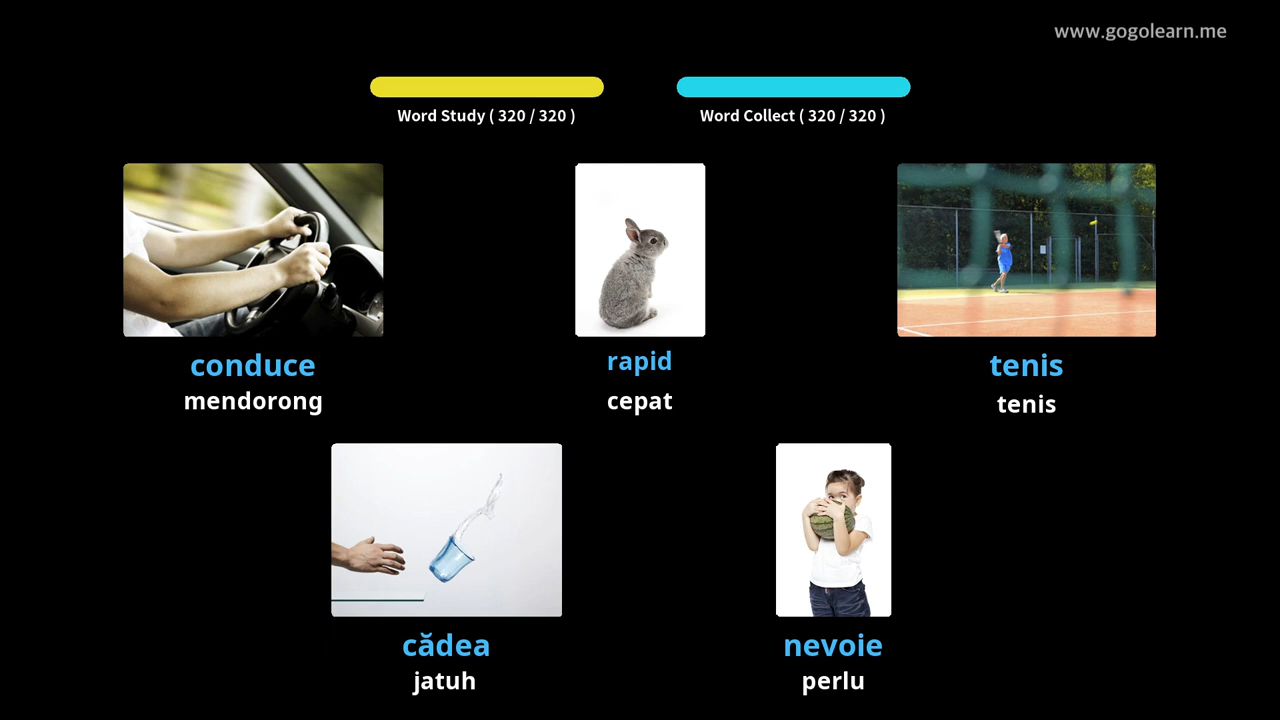 www.gogolearn.me
Word Study ( 320 / 320 )
Word Collect ( 320 / 320 )
conduce
mendorong
rapid
cepat
tenis
tenis
cădea
jatuh
nevoie
perlu